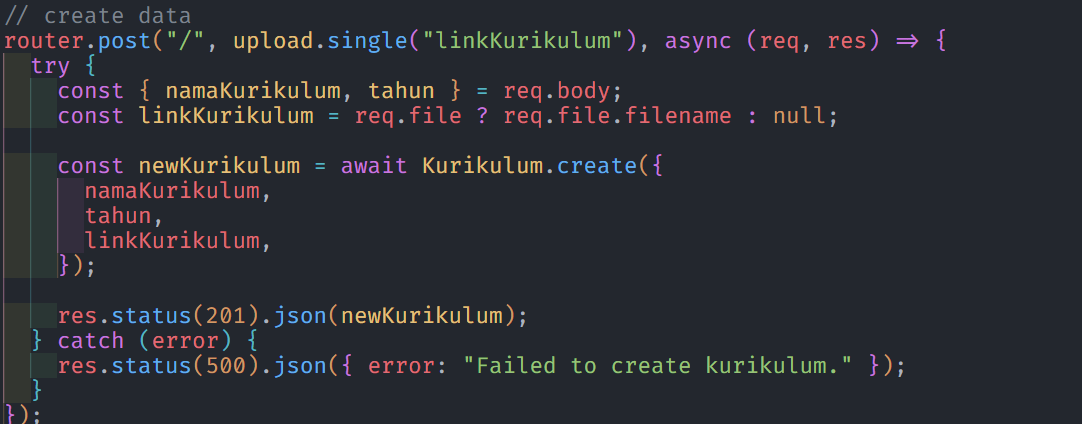 // create data
router.post("/", upload.single("linkKurikulum"), async (req, res) => {
  try {
    const { namaKurikulum, tahun } = req.body;
    const linkKurikulum = req.file ? req.file.filename : null;

    const newKurikulum = await Kurikulum.create({
      namaKurikulum,
      tahun,
      linkKurikulum,
    });

    res.status(201).json(newKurikulum);
  } catch (error) {
    res.status(500).json({ error: "Failed to create kurikulum." });
  }
});